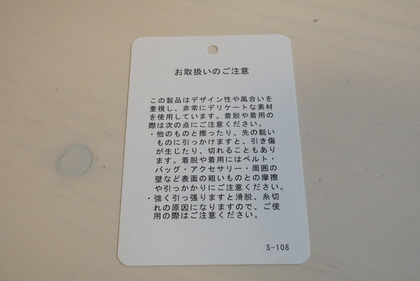 お取扱いのご注意
この製品はデザイン性や風合いを
重視し、非常にデリケートな素材
を使用しています。着脱や着用の
際は次の点にご注意ください。
・他のものと擦ったり、先の鋭い
ものに引っかけますと、引き傷
が生じたり、切れることもあり
ます。着脱や着用にはベルト・
バッグ・アクセサリー・周囲の
壁など表面の粗いものとの摩擦
や引っかかりにご注意ください。
・強く引っ張りますと滑脱、糸切
れの原因になりますので、ご使
用の際はご注意ください。
S-108